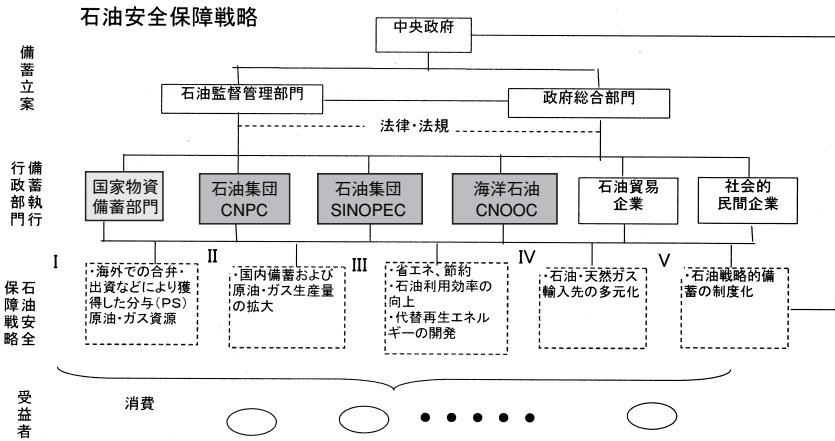 石油安全保障戦略
中央政府
備蓄立案
石油監督管理部門
政府総合部門
法律・法規
備蓄執行
行政部門
国家物資
備蓄部門
石油集団
CNPC
石油集団
SINOPEC
海洋石油
CNOOC
石油貿易
企業
社会的
民間企業
I
II
III
IV
V
石油安全
保障戦略
・海外での合弁・
出資などにより獲
得した分与(PS)
原油・ガス資源
・国内備蓄および
原油・ガス生産量
の拡大
・省エネ、節約
・石油利用効率の
向上
・代替再生エネル
ギーの開発
・石油・天然ガス
輸入先の多元化
・石油戦略的備
蓄の制度化
受益者
消費